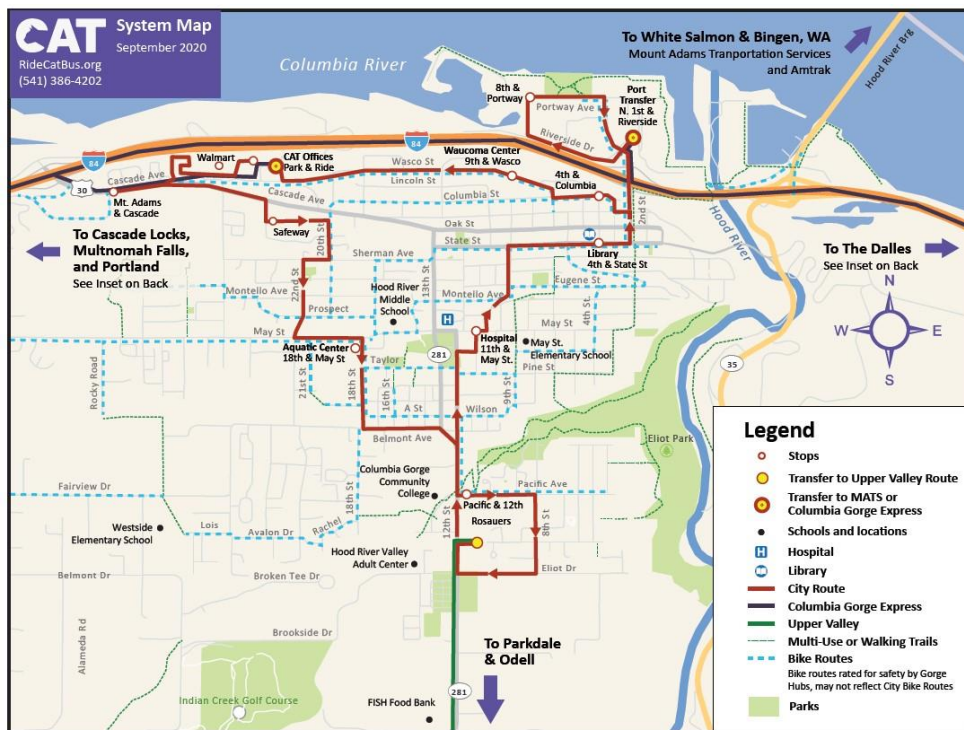 CAT
RideCatBus.org
(541) 386-4202
System Map
September 2020
To White Salmon & Bingen, WA
Mount Adams Tranportation Services
and Amtrak
Hood River Brg
Columbia River
8th &
Portway
Portway Ave
Port
Transfer
N. 1st &
Riverside
Riverside Dr
84
84
Walmart
CAT Offices
Park & Ride
Waucoma Center
9th & Wasco
Wasco St
Lincoln St
4th &
Columbia
Columbia St
30
Cascade Ave
Cascade Ave
Mt. Adams
& Cascade
Safeway
20th St
Oak St
State St
2nd St
Hood River
Library
4th & State St
To Cascade Locks,
Multnomah Falls,
and Portland
See Inset on Back
To The Dalles
See Inset on Back
Sherman Ave
13th St
Eugene St
Montello Ave
22nd St
Hood River
Middle
School
Montello Ave
Prospect
4th St.
May St
H
May St
Hospital
11th &
May St.
May St.
Elementary School
Aquatic Center
18th & May St
281
Taylor
Pine St
N
W
E
S
35
Rocky Road
21st St
18th St
16th St
9th St
A St
Wilson
Belmont Ave
Eliot Park
Columbia Gorge
Community
College
Pacific Ave
Fairview Dr
18th St
Pacific & 12th
Rosauers
Westside
Elementary School
Lois
Avalon Dr
Rachel
12th St
8th St
Hood River Valley
Adult Center
Eliot Dr
Belmont Dr
Broken Tee Dr
Alameda Rd
Brookside Dr
To Parkdale
& Odell
281
Indian Creek Golf Course
FISH Food Bank
Legend
Stops
Transfer to Upper Valley Route
Transfer to MATS or
Columbia Gorge Express
Schools and locations
H
Hospital
Library
City Route
Columbia Gorge Express
Upper Valley
Multi-Use or Walking Trails
Bike Routes
Bike routes rated for safety by Gorge
Hubs, may not reflect City Bike Routes
Parks